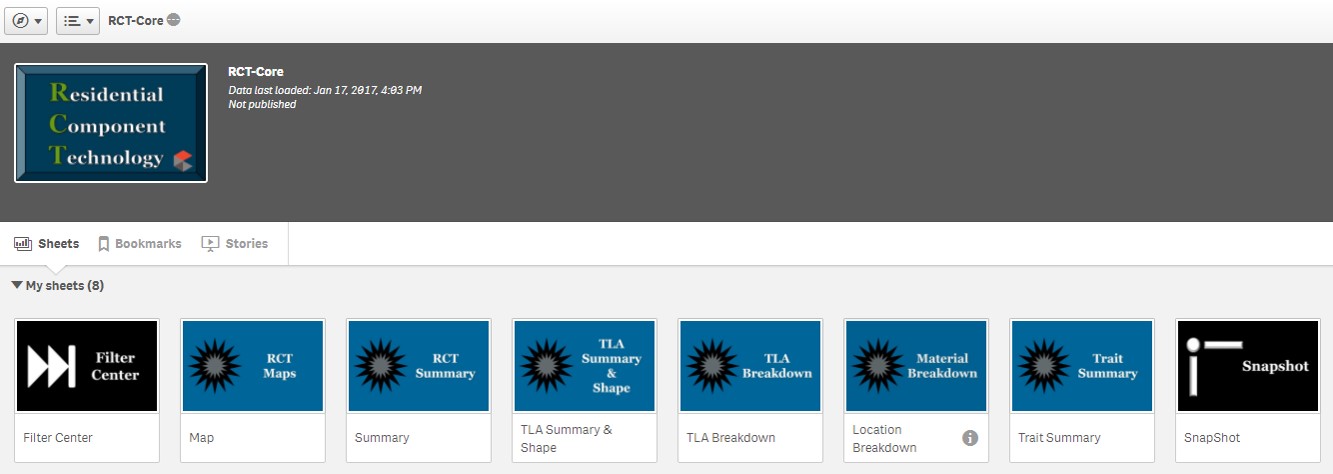 RCT-Core
Residential
Component
Technology
RCT-Core
Data last loaded: Jan 17, 2017, 4:03 PM
Not published
Sheets
Bookmarks
Stories
My sheets (8)
Filter
Center
Filter Center
RCT
Maps
Map
RCT
Summary
Summary
TLA
Summary
&
Shape
TLA Summary &
Shape
TLA
Breakdown
TLA Breakdown
Material
Breakdown
Location
Breakdown
Trait
Summary
Trait Summary
Snapshot
SnapShot